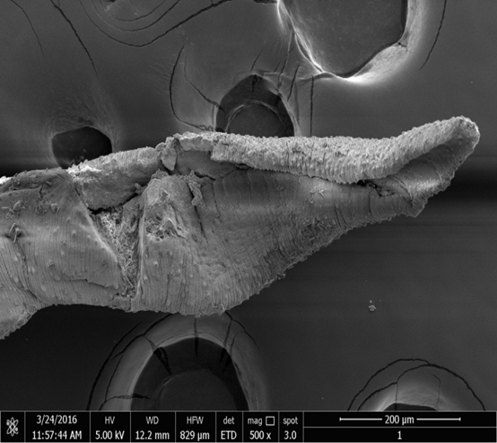 3/24/2016 HV WD HFW det mag □ spot 200 µm
11:57:44 AM 5.00 kV 12.2 mm 829 µm ETD 500 x 3.0 1